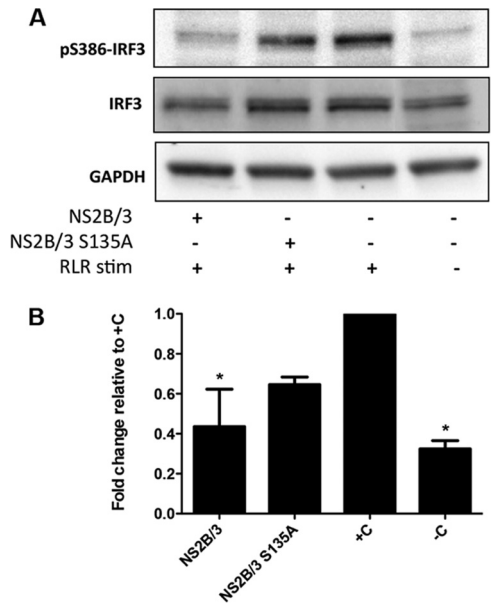 A
pS386-IRF3
IRF3
GAPDH
NS2B/3 + - - -
NS2B/3 S135A - + - -
RLR stim + + + -
B
Fold change relative to +C
1.0
0.8
0.6
0.4
0.2
0.0
* *
NS2B/3 NS2B/3 S135A +C -C